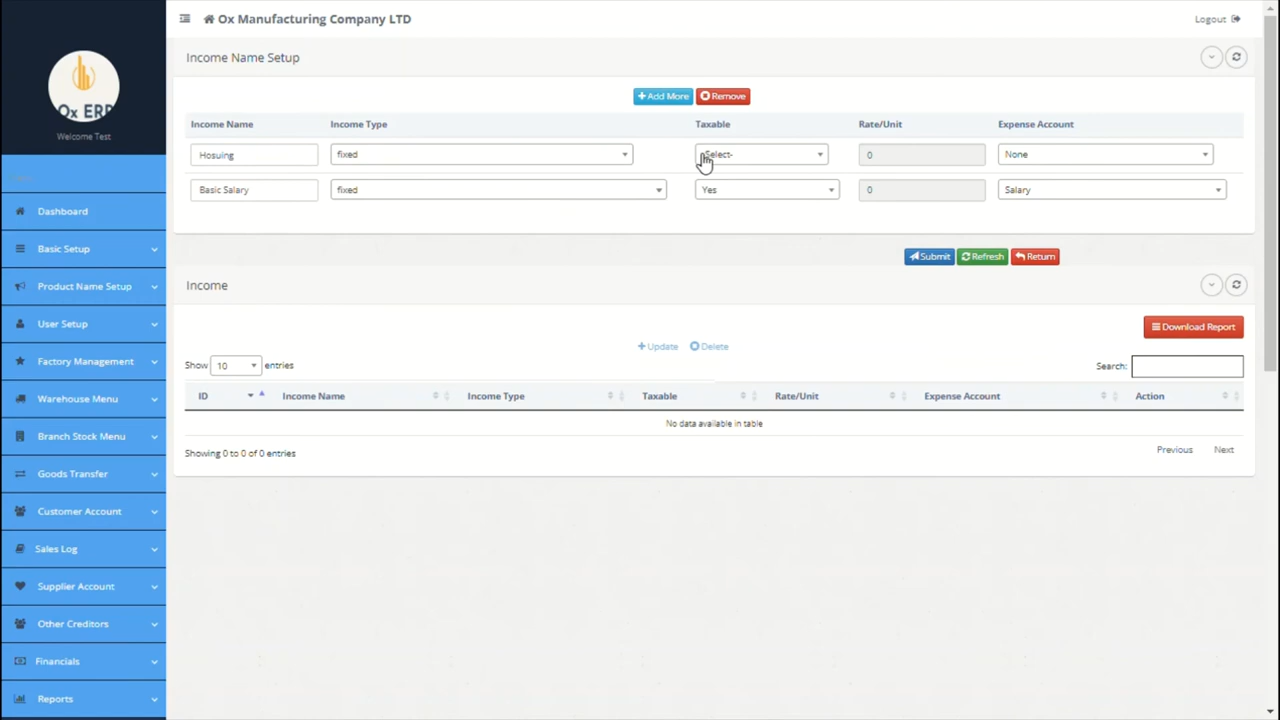 Ox Manufacturing Company LTD
Logout
Income Name Setup
Ox ERP
Welcome Test
Add More Remove
Income Name Income Type Taxable Rate/Unit Expense Account
Hosuing fixed -Select- 0 None
Basic Salary fixed Yes 0 Salary
Submit Refresh Return
Income
Download Report
Update Delete
Show 10 entries Search:
ID Income Name Income Type Taxable Rate/Unit Expense Account Action
No data available in table
Showing 0 to 0 of 0 entries Previous Next
Dashboard
Basic Setup
Product Name Setup
User Setup
Factory Management
Warehouse Menu
Branch Stock Menu
Goods Transfer
Customer Account
Sales Log
Supplier Account
Other Creditors
Financials
Reports